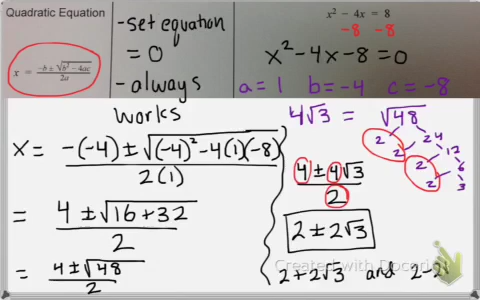 Quadratic Equation
x = -b ± √b² - 4ac / 2a
-set equation
= 0
-always
works
x² - 4x = 8
-8 -8
x² - 4x - 8 = 0
a = 1 b = -4 c = -8
x = -(-4) ± √(-4)² - 4(1)(-8) / 2(1)
= 4 ± √16 + 32 / 2
= 4 ± √48 / 2
4√3 = √48
2 24
2 12
2 6
2 3
4 ± 4√3 / 2
2 ± 2√3
2 + 2√3 and 2 - 2
Created with Doceri